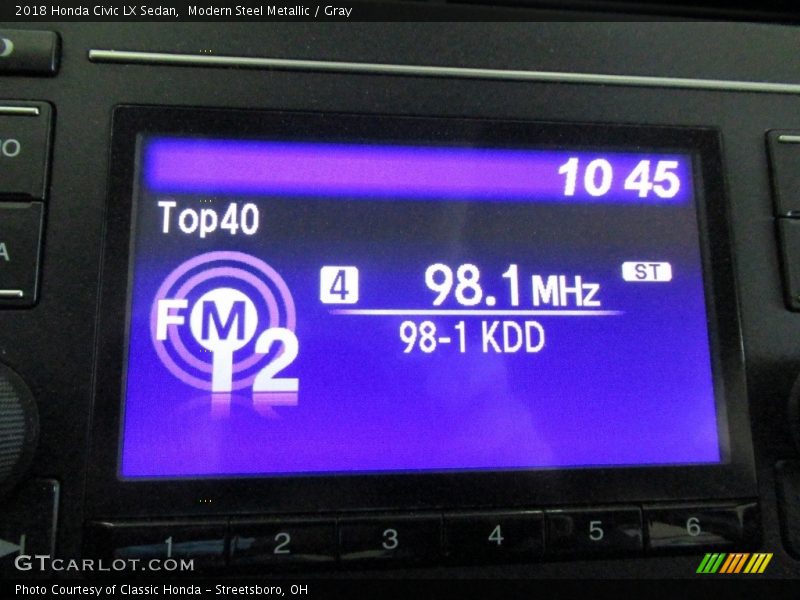 2018 Honda Civic LX Sedan,  Modern Steel Metallic / Gray
10 45
Top40
FM 2
4 98.1 MHz ST
98-1 KDD
1 2 3 4 5 6
GTCARLOT.COM
Photo Courtesy of Classic Honda – Streetsboro, OH